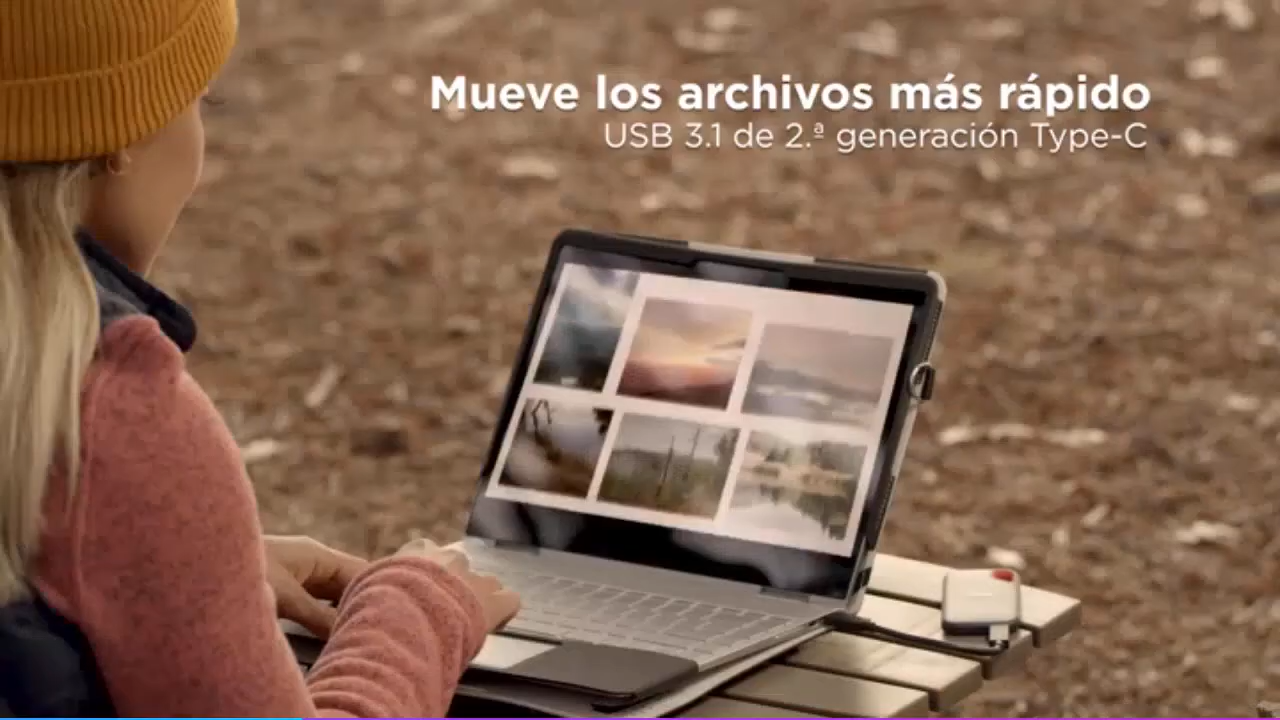 Mueve los archivos más rápido
USB 3.1 de 2.ª generación Type-C